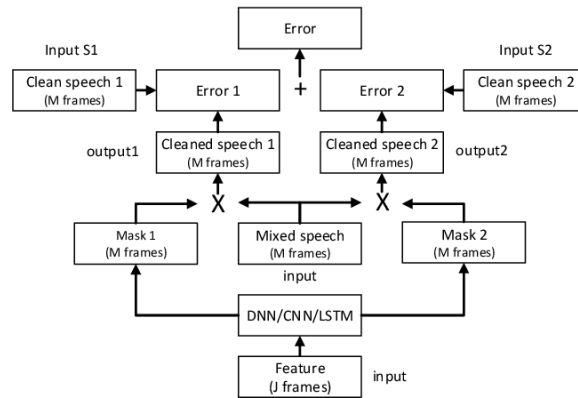 Error
Input S1
Input S2
Clean speech 1
(M frames)
Error 1
+
Error 2
Clean speech 2
(M frames)
output1
Cleaned speech 1
(M frames)
Cleaned speech 2
(M frames)
output2
X
X
Mask 1
(M frames)
Mixed speech
(M frames)
Mask 2
(M frames)
input
DNN/CNN/LSTM
Feature
(J frames)
input